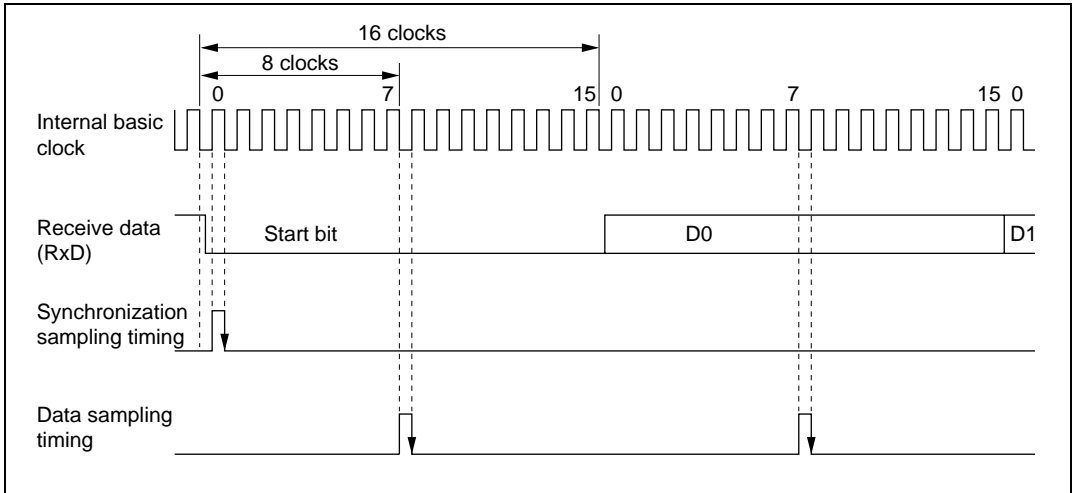 16 clocks
8 clocks
0 7 15 0 7 15 0
Internal basic
clock
Receive data
(RxD)
Start bit D0 D1
Synchronization
sampling timing
Data sampling
timing